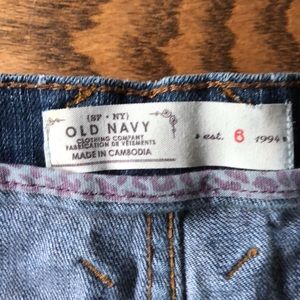 {SF • NY}
OLD NAVY
CLOTHING COMPANY
FABRICATION DE VÊTEMENTS
MADE IN CAMBODIA
• est. 6 1994 •